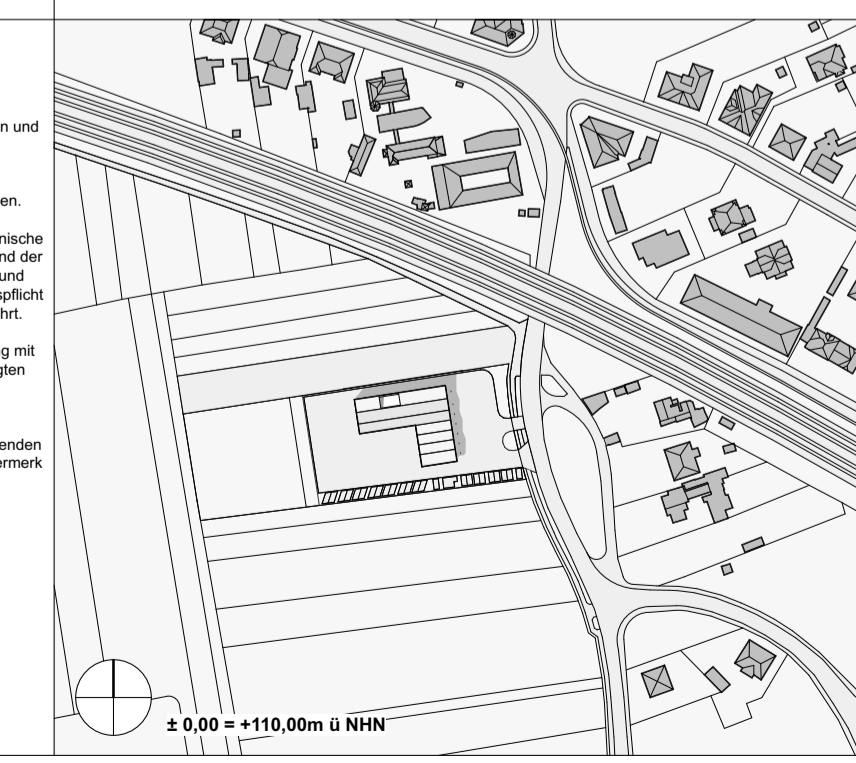 n und
en.
nische
nd der
und
spflicht
hrt.
g mit
gten
enden
ermerk
± 0,00 = +110,00m ü NHN